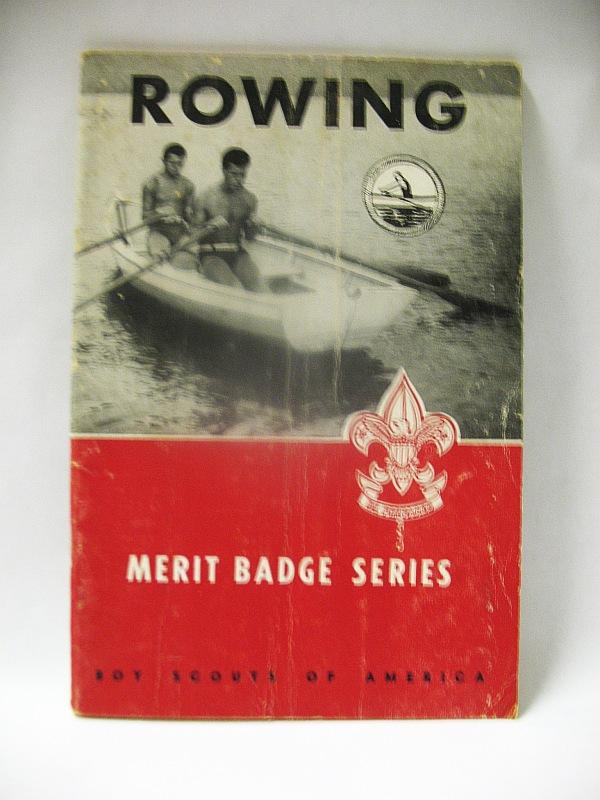 ROWING
MERIT BADGE SERIES
BOY SCOUTS OF AMERICA